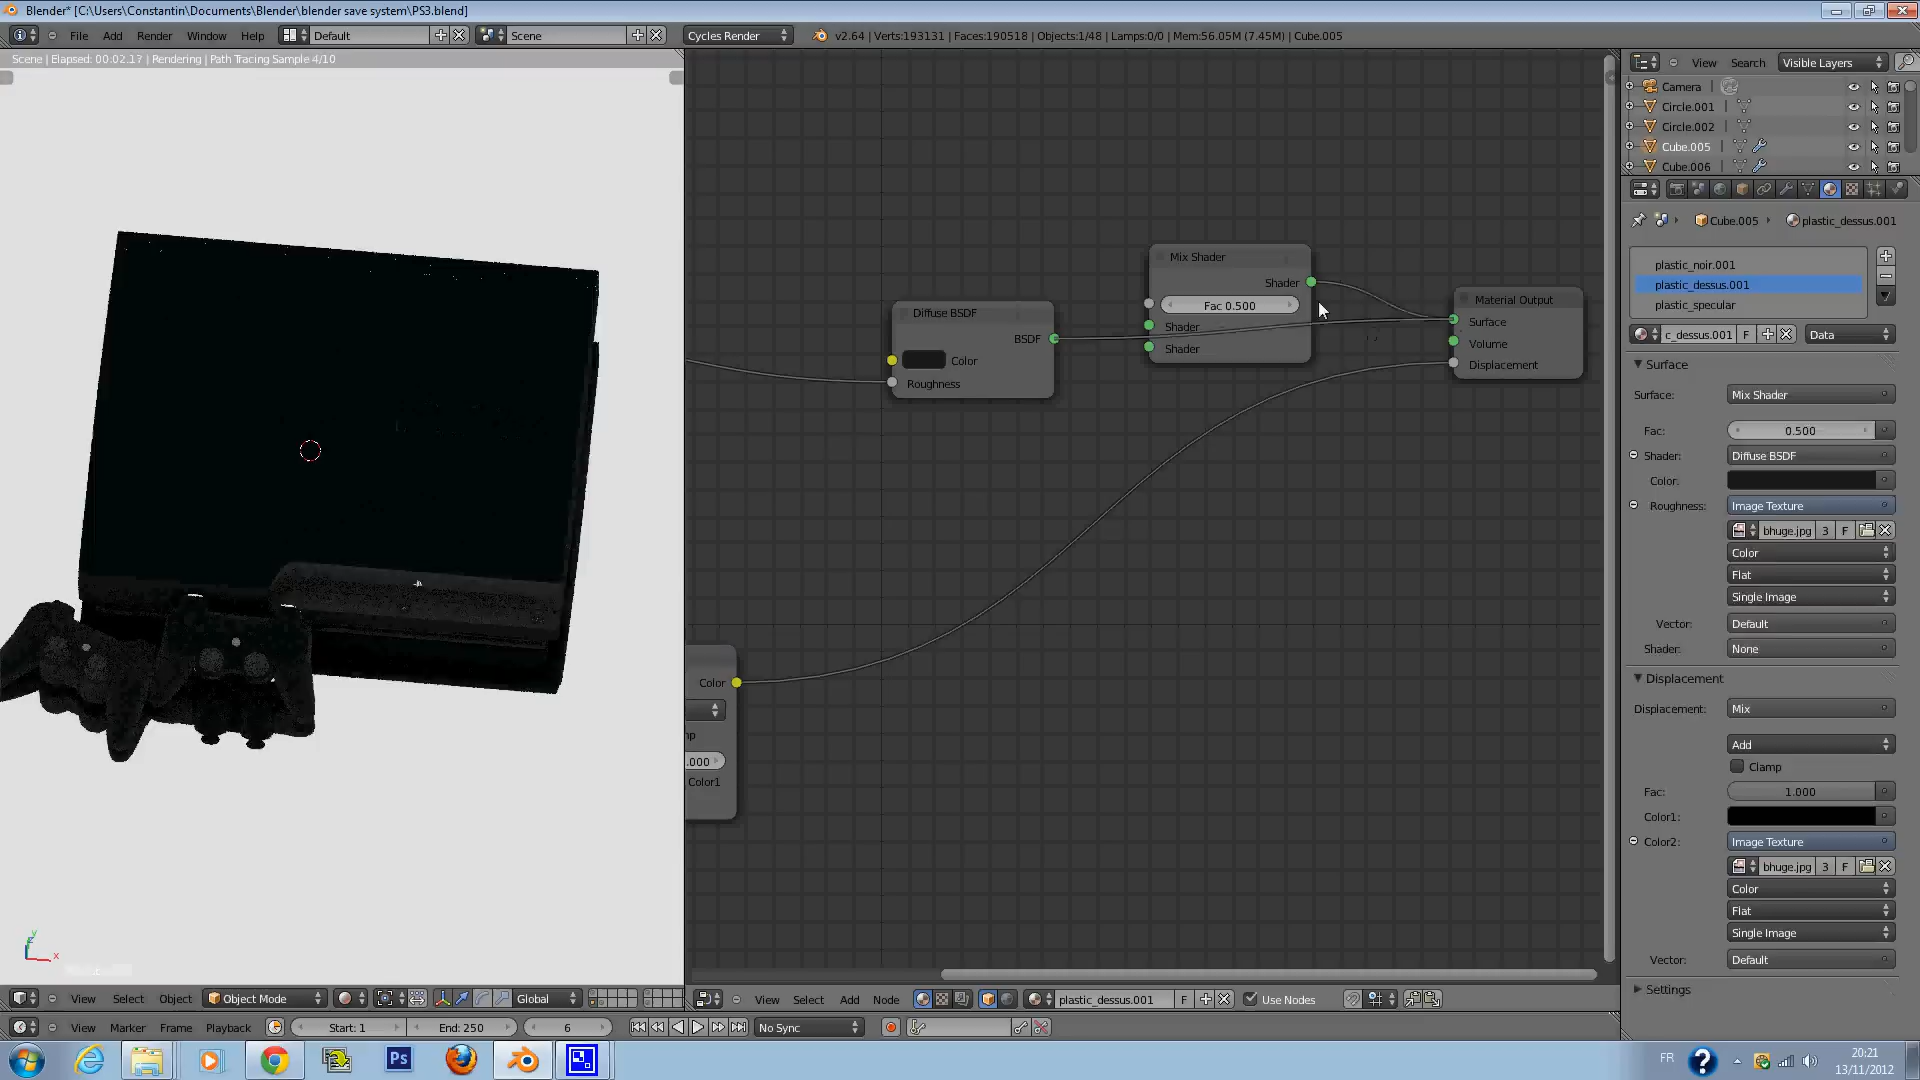 Blender* [C:\Users\Constantin\Documents\Blender\blender save system\PS3.blend]
File Add Render Window Help Default Scene Cycles Render v2.64 | Verts:193131 | Faces:190518 | Objects:1/48 | Lamps:0/0 | Mem:56.05M (7.45M) | Cube.005
Scene | Elapsed: 00:02.17 | Rendering | Path Tracing Sample 4/10
View Search Visible Layers
Camera
Circle.001
Circle.002
Cube.005
Cube.006
Cube.005 plastic_dessus.001
plastic_noir.001
plastic_dessus.001
plastic_specular
c_dessus.001 F Data
Surface
Surface: Mix Shader
Fac: 0.500
Shader: Diffuse BSDF
Color:
Roughness: Image Texture
bhuge.jpg 3 F
Color
Flat
Single Image
Vector: Default
Shader: None
Displacement
Displacement: Mix
Add
Clamp
Fac: 1.000
Color1:
Color2: Image Texture
bhuge.jpg 3 F
Color
Flat
Single Image
Vector: Default
Settings
Mix Shader
Shader
Fac 0.500
Shader
Shader
Diffuse BSDF
BSDF
Color
Roughness
Material Output
Surface
Volume
Displacement
Color
mp
.000
Color1
y
x
View Select Object Object Mode Global
View Select Add Node plastic_dessus.001 F Use Nodes
View Marker Frame Playback Start: 1 End: 250 6 No Sync
Ps
FR
20:21
13/11/2012